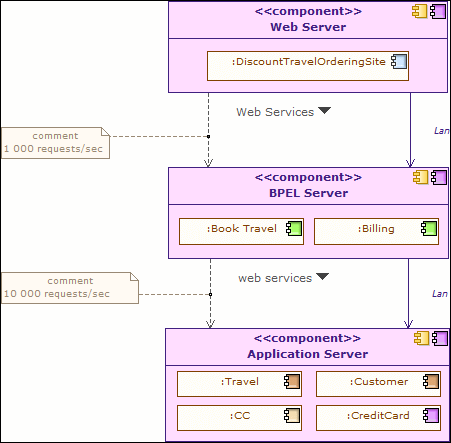 <<component>>
Web Server
:DiscountTravelOrderingSite
Web Services
Lan
comment
1 000 requests/sec
<<component>>
BPEL Server
:Book Travel
:Billing
web services
Lan
comment
10 000 requests/sec
<<component>>
Application Server
:Travel
:Customer
:CC
:CreditCard